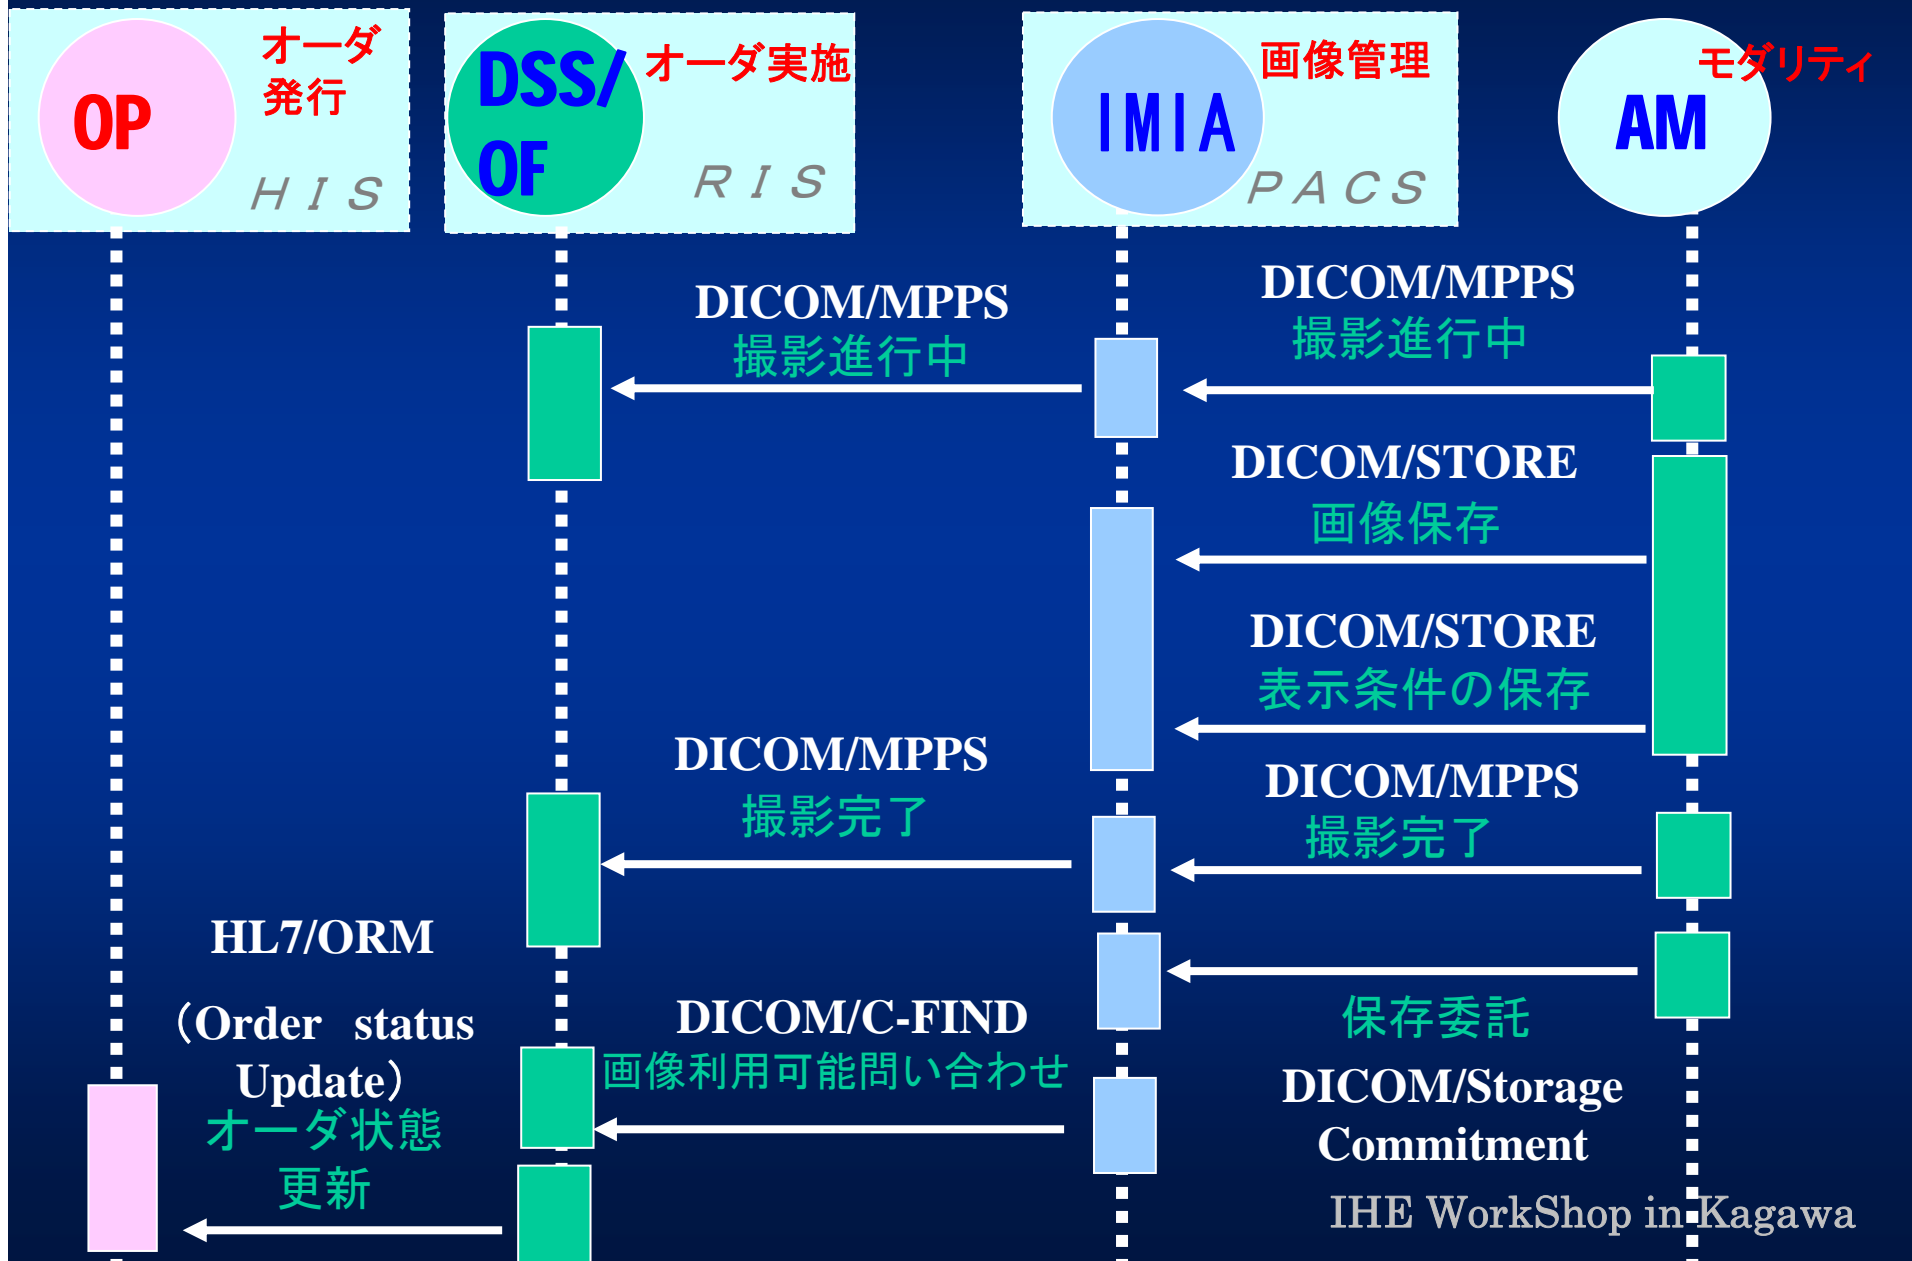 OP
オーダ
発行
HIS
DSS/
OF
オーダ実施
RIS
IMIA
画像管理
PACS
AM
モダリティ
DICOM/MPPS
撮影進行中
DICOM/MPPS
撮影進行中
DICOM/STORE
画像保存
DICOM/STORE
表示条件の保存
DICOM/MPPS
撮影完了
DICOM/MPPS
撮影完了
HL7/ORM
（Order status
Update）
オーダ状態
更新
DICOM/C-FIND
画像利用可能問い合わせ
保存委託
DICOM/Storage
Commitment
IHE WorkShop in Kagawa